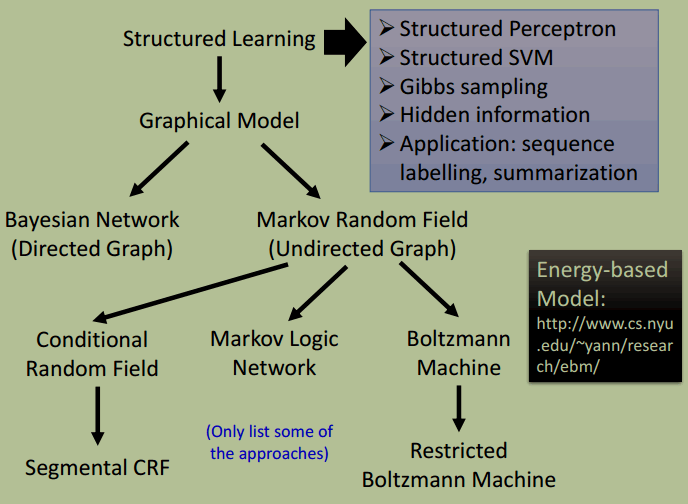 Structured Learning
➢ Structured Perceptron
➢ Structured SVM
➢ Gibbs sampling
➢ Hidden information
➢ Application: sequence
labelling, summarization
Graphical Model
Bayesian Network
(Directed Graph)
Markov Random Field
(Undirected Graph)
Energy-based
Model:
http://www.cs.nyu
.edu/~yann/resear
ch/ebm/
Conditional
Random Field
Markov Logic
Network
Boltzmann
Machine
Segmental CRF
(Only list some of
the approaches)
Restricted
Boltzmann Machine